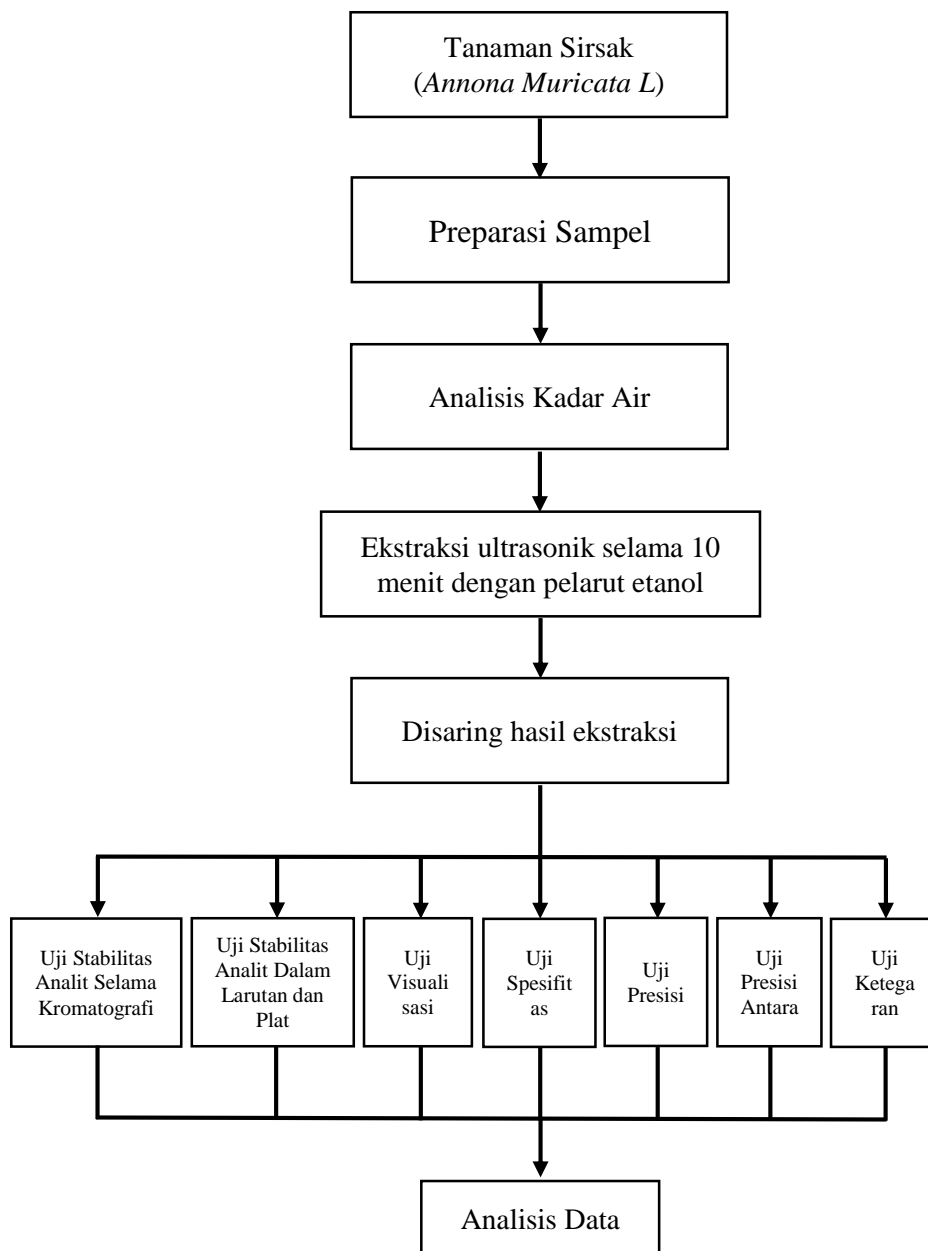 Tanaman Sirsak
(Annona Muricata L)
Preparasi Sampel
Analisis Kadar Air
Ekstraksi ultrasonik selama 10
menit dengan pelarut etanol
Disaring hasil ekstraksi
Uji Stabilitas
Analit Selama
Kromatografi
Uji Stabilitas
Analit Dalam
Larutan dan
Plat
Uji
Visuali
sasi
Uji
Spesifit
as
Uji
Presisi
Uji
Presisi
Antara
Uji
Ketega
ran
Analisis Data